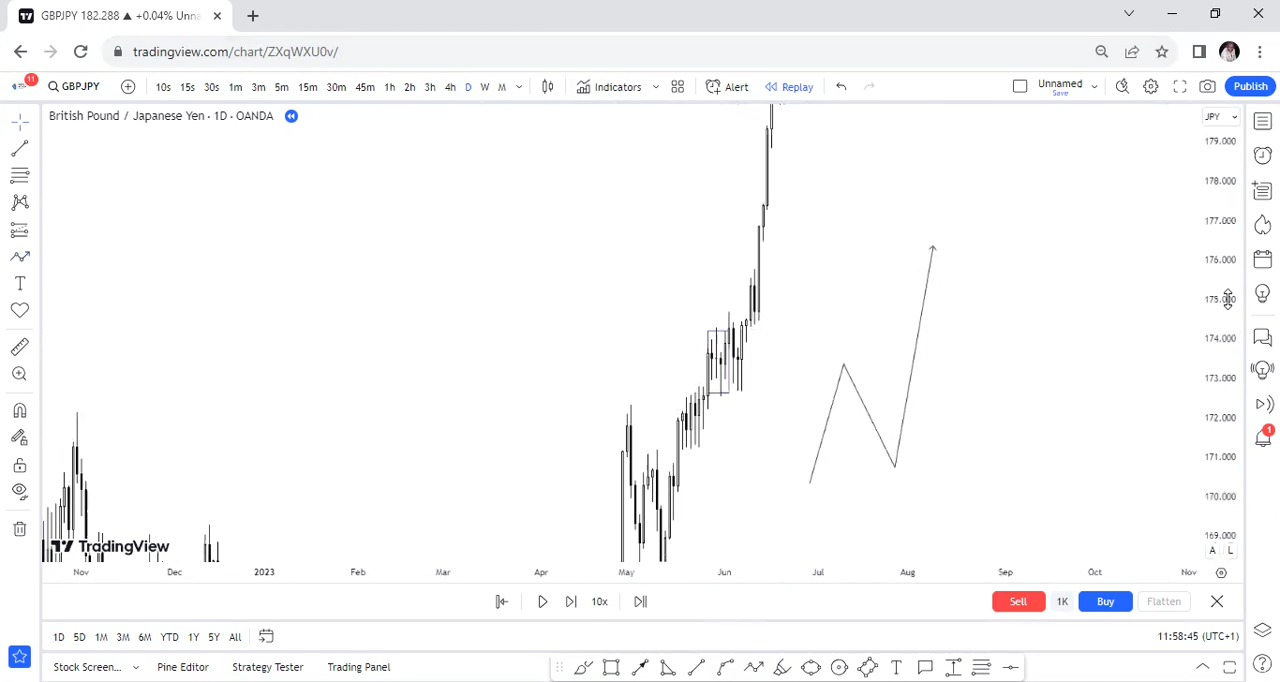 GBPJPY 182.288 ▲ +0.04% Unna
tradingview.com/chart/ZXqWXU0v/
11
GBPJPY 10s 15s 30s 1m 3m 5m 15m 30m 45m 1h 2h 3h 4h D W M Indicators Alert Replay Unnamed Save Publish
British Pound / Japanese Yen · 1D · OANDA
JPY
179.000
178.000
177.000
176.000
175.000
174.000
173.000
172.000
171.000
170.000
169.000
1
TradingView
A L
Nov Dec 2023 Feb Mar Apr May Jun Jul Aug Sep Oct Nov
10x Sell 1K Buy Flatten
1D 5D 1M 3M 6M YTD 1Y 5Y All 11:58:45 (UTC+1)
Stock Screen... Pine Editor Strategy Tester Trading Panel